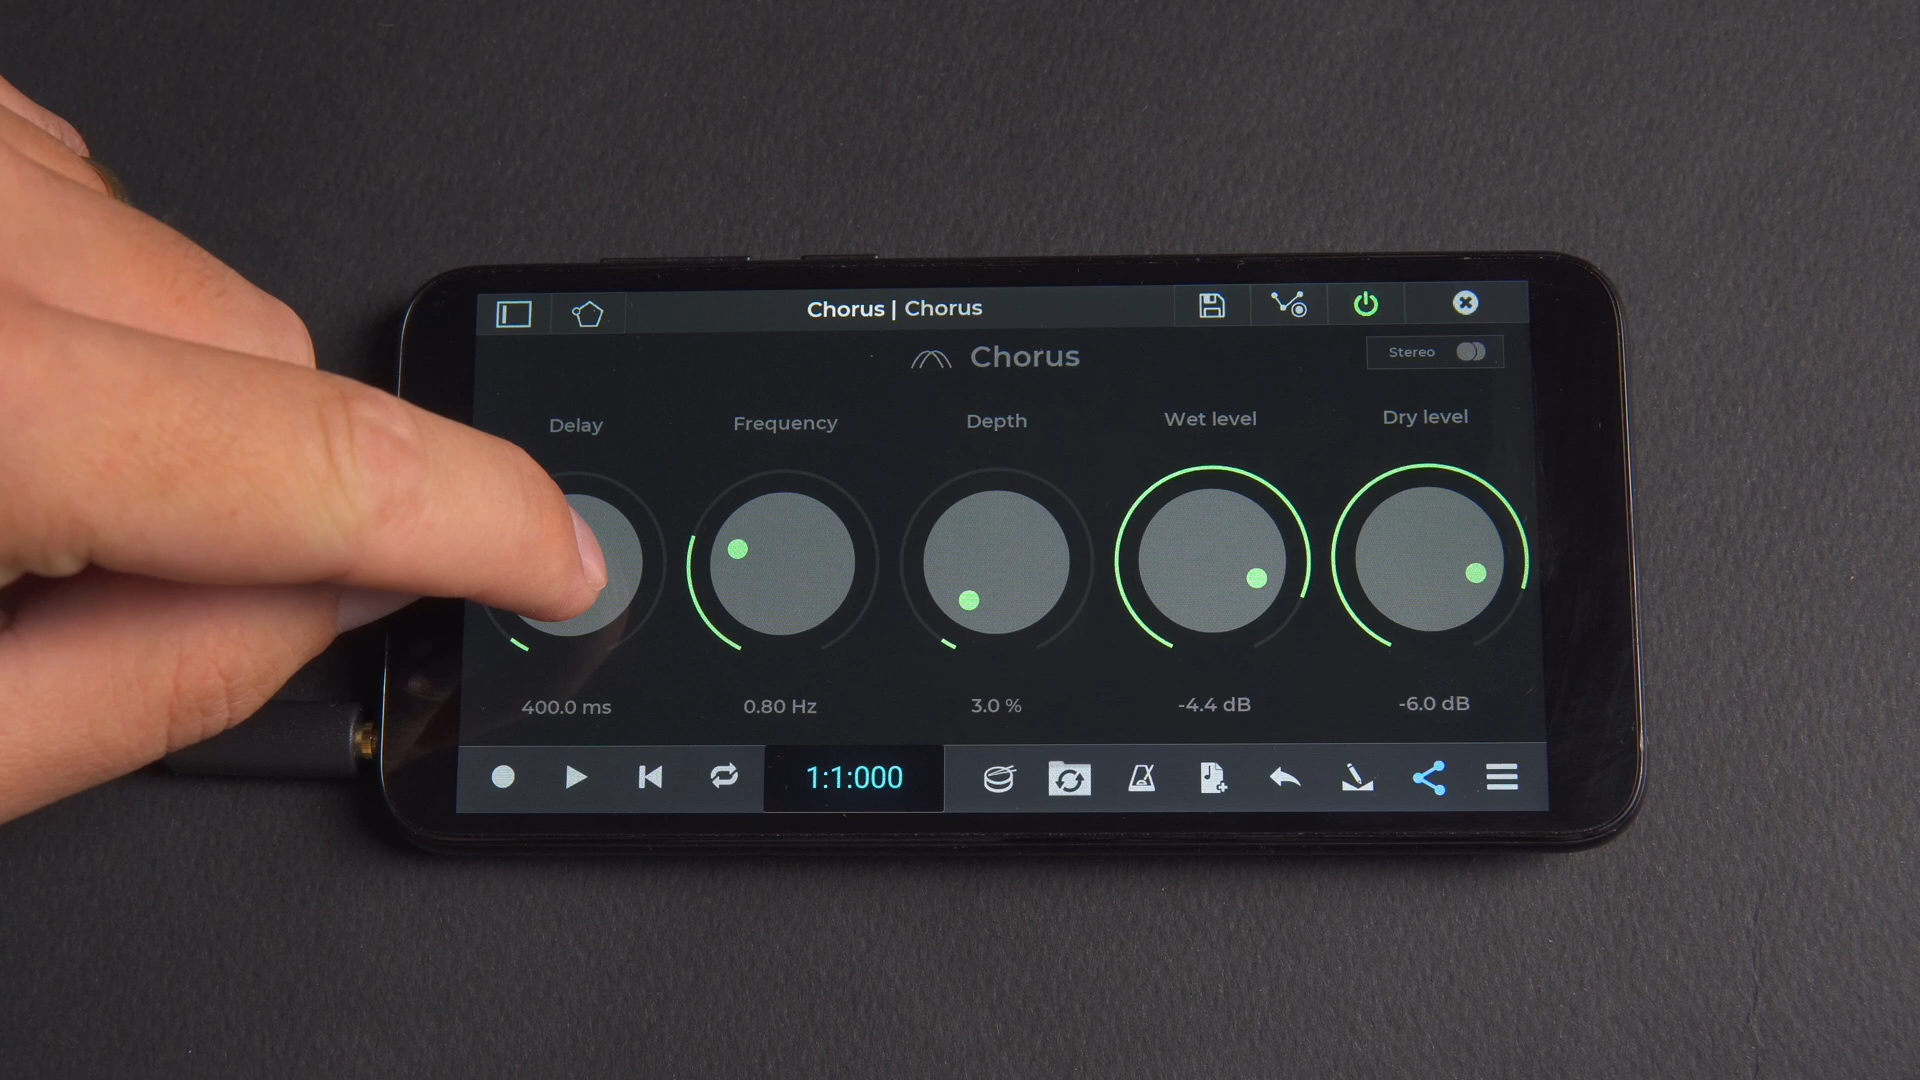 Chorus | Chorus
Chorus
Stereo
Delay Frequency Depth Wet level Dry level
400.0 ms 0.80 Hz 3.0 % -4.4 dB -6.0 dB
1:1:000